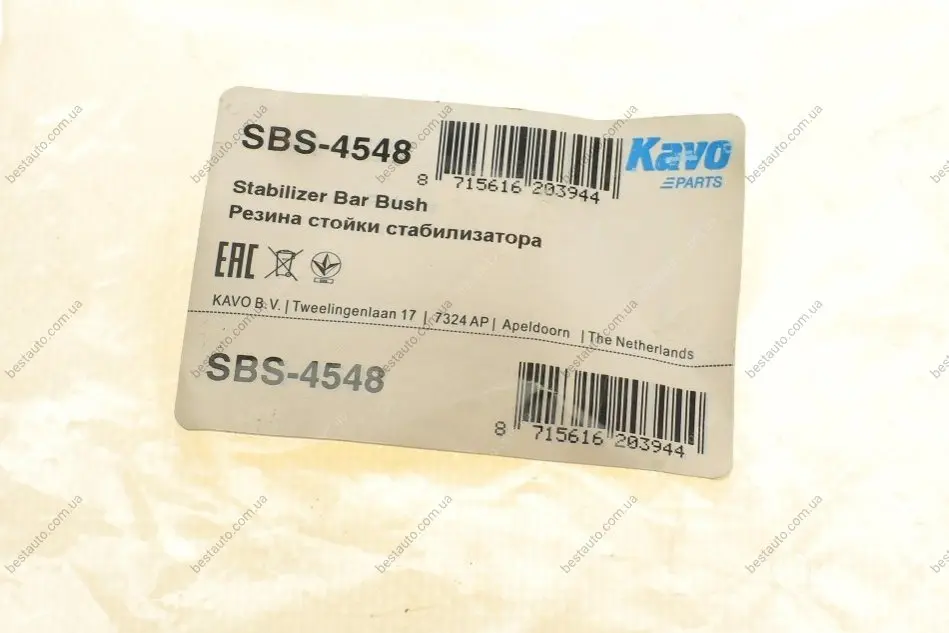 SBS-4548
8 715616 203944
Kavo
PARTS
Stabilizer Bar Bush
Резина стойки стабилизатора
EAC
KAVO B.V. | Tweelingenlaan 17 | 7324 AP | Apeldoorn | The Netherlands
SBS-4548
8 715616 203944
bestauto.com.ua